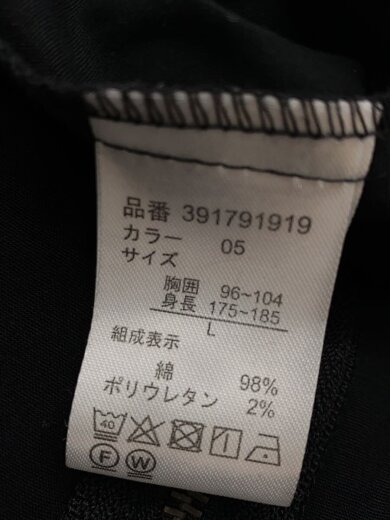 品番 391791919
カラー 05
サイズ
胸囲 96~104
身長 175~185
L
組成表示
綿 98%
ポリウレタン 2%
40
F W